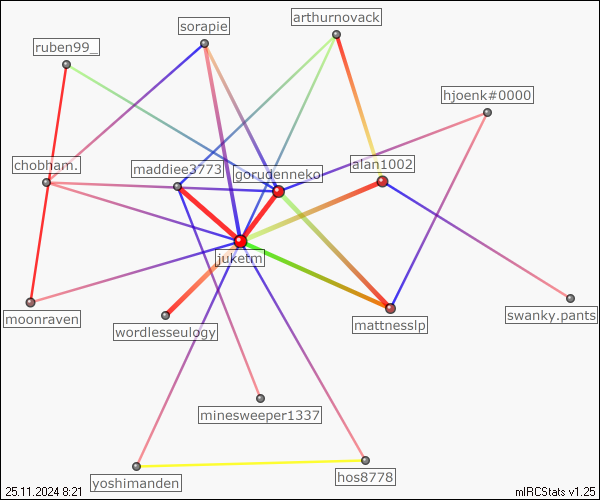 arthurnovack
sorapie
ruben99_
hjoenk#0000
chobham.
maddiee3773
gorudenneko
alan1002
juketm
moonraven
wordlesseulogy
mattnesslp
swanky.pants
minesweeper1337
yoshimanden
hos8778
25.11.2024 8:21
mIRCStats v1.25